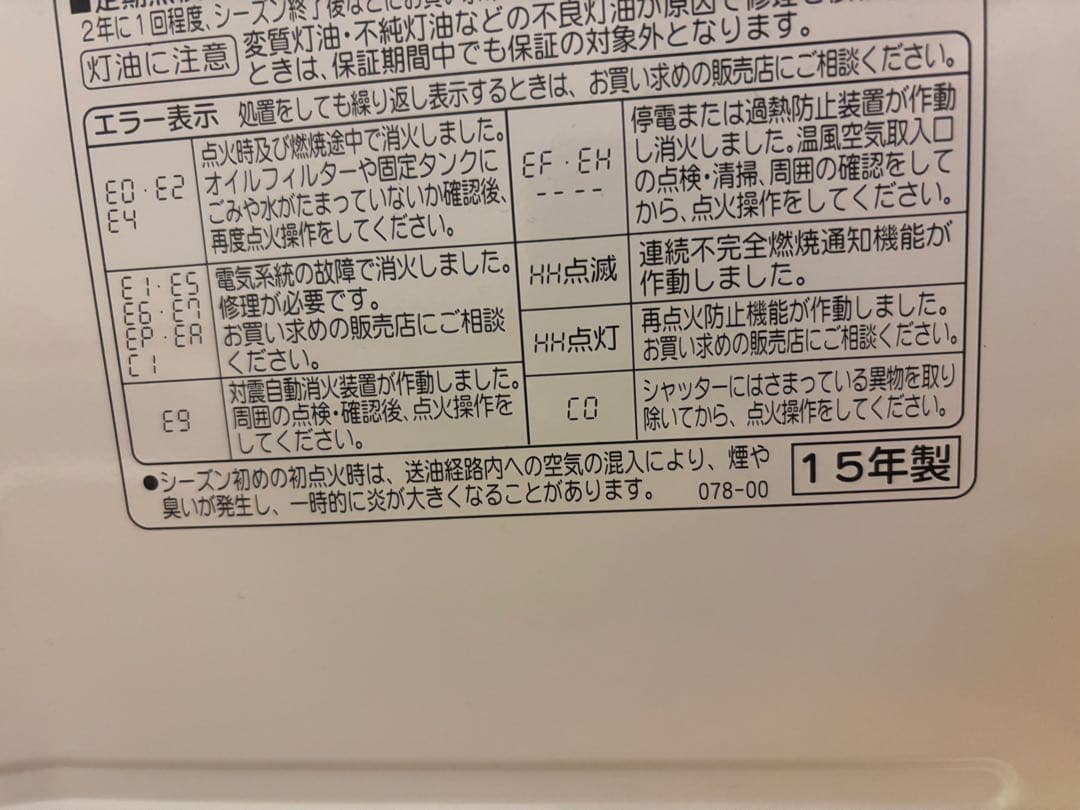 2年に1回程度、シーズン終了後などにお買い求め
変質灯油・不純灯油などの不良灯油が原因で修理を
灯油に注意
ときは、保証期間中でも保証の対象外となります。
エラー表示 処置をしても繰り返し表示するときは、お買い求めの販売店にご相談ください。
E0・E2
E4
点火時及び燃焼途中で消火しました。
オイルフィルターや固定タンクに
ごみや水がたまっていないか確認後、
再度点火操作をしてください。
E1・E5
E6・E7
EP・EA
C1
電気系統の故障で消火しました。
修理が必要です。
お買い求めの販売店にご相談
ください。
E9
対震自動消火装置が作動しました。
周囲の点検・確認後、点火操作を
してください。
EF・EH
----
停電または過熱防止装置が作動
し消火しました。温風空気取入口
の点検・清掃、周囲の確認をして
から、点火操作をしてください。
HH点滅
連続不完全燃焼通知機能が
作動しました。
HH点灯
再点火防止機能が作動しました。
お買い求めの販売店にご相談ください。
C0
シャッターにはさまっている異物を取り
除いてから、点火操作をしてください。
●シーズン初めの初点火時は、送油経路内への空気の混入により、煙や
臭いが発生し、一時的に炎が大きくなることがあります。 078-00
15年製